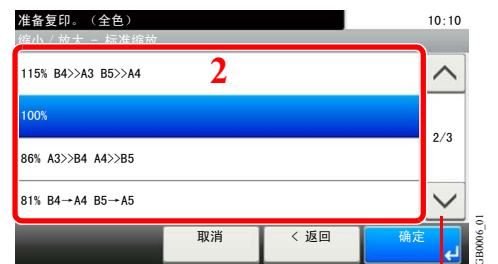 准备复印。（全色）
10:10
缩小 / 放大 - 标准缩放
115% B4>>A3 B5>>A4
2
100%
2/3
86% A3>>B4 A4>>B5
81% B4→A4 B5→A5
取消
< 返回
确定
GB0006_01